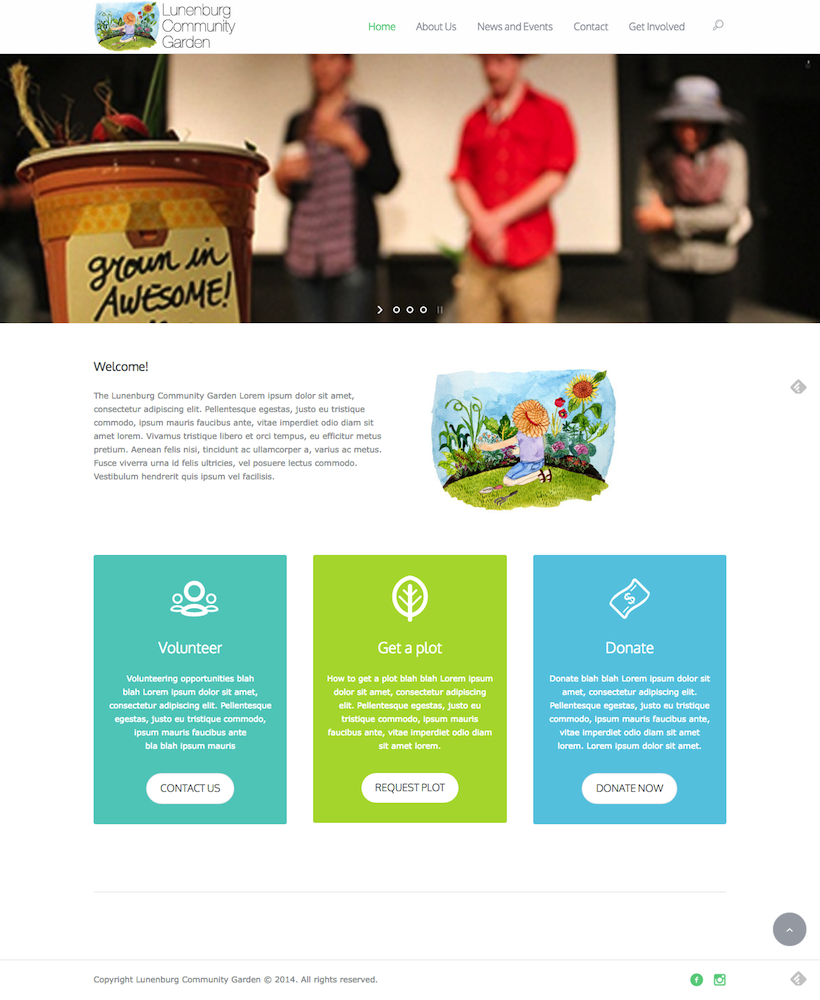 Lunenburg
Community
Garden
Home About Us News and Events Contact Get Involved
grown in
AWESOME!
Welcome!
The Lunenburg Community Garden Lorem ipsum dolor sit amet,
consectetur adipiscing elit. Pellentesque egestas, justo eu tristique
commodo, ipsum mauris faucibus ante, vitae imperdiet odio diam sit
amet lorem. Vivamus tristique libero et orci tempus, eu efficitur metus
pretium. Aenean felis nisi, tincidunt ac ullamcorper a, varius ac metus.
Fusce viverra urna id felis ultricies, vel posuere lectus commodo.
Vestibulum hendrerit quis ipsum vel facilisis.
Volunteer
Volunteering opportunities blah
blah Lorem ipsum dolor sit amet,
consectetur adipiscing elit. Pellentesque
egestas, justo eu tristique commodo,
ipsum mauris faucibus ante
bla blah ipsum mauris
CONTACT US
Get a plot
How to get a plot blah blah Lorem ipsum
dolor sit amet, consectetur adipiscing
elit. Pellentesque egestas, justo eu
tristique commodo, ipsum mauris
faucibus ante, vitae imperdiet odio diam
sit amet lorem.
REQUEST PLOT
Donate
Donate blah blah Lorem ipsum dolor sit
amet, consectetur adipiscing elit.
Pellentesque egestas, justo eu tristique
commodo, ipsum mauris faucibus ante,
vitae imperdiet odio diam sit amet
lorem. Lorem ipsum dolor sit amet.
DONATE NOW
Copyright Lunenburg Community Garden © 2014. All rights reserved.